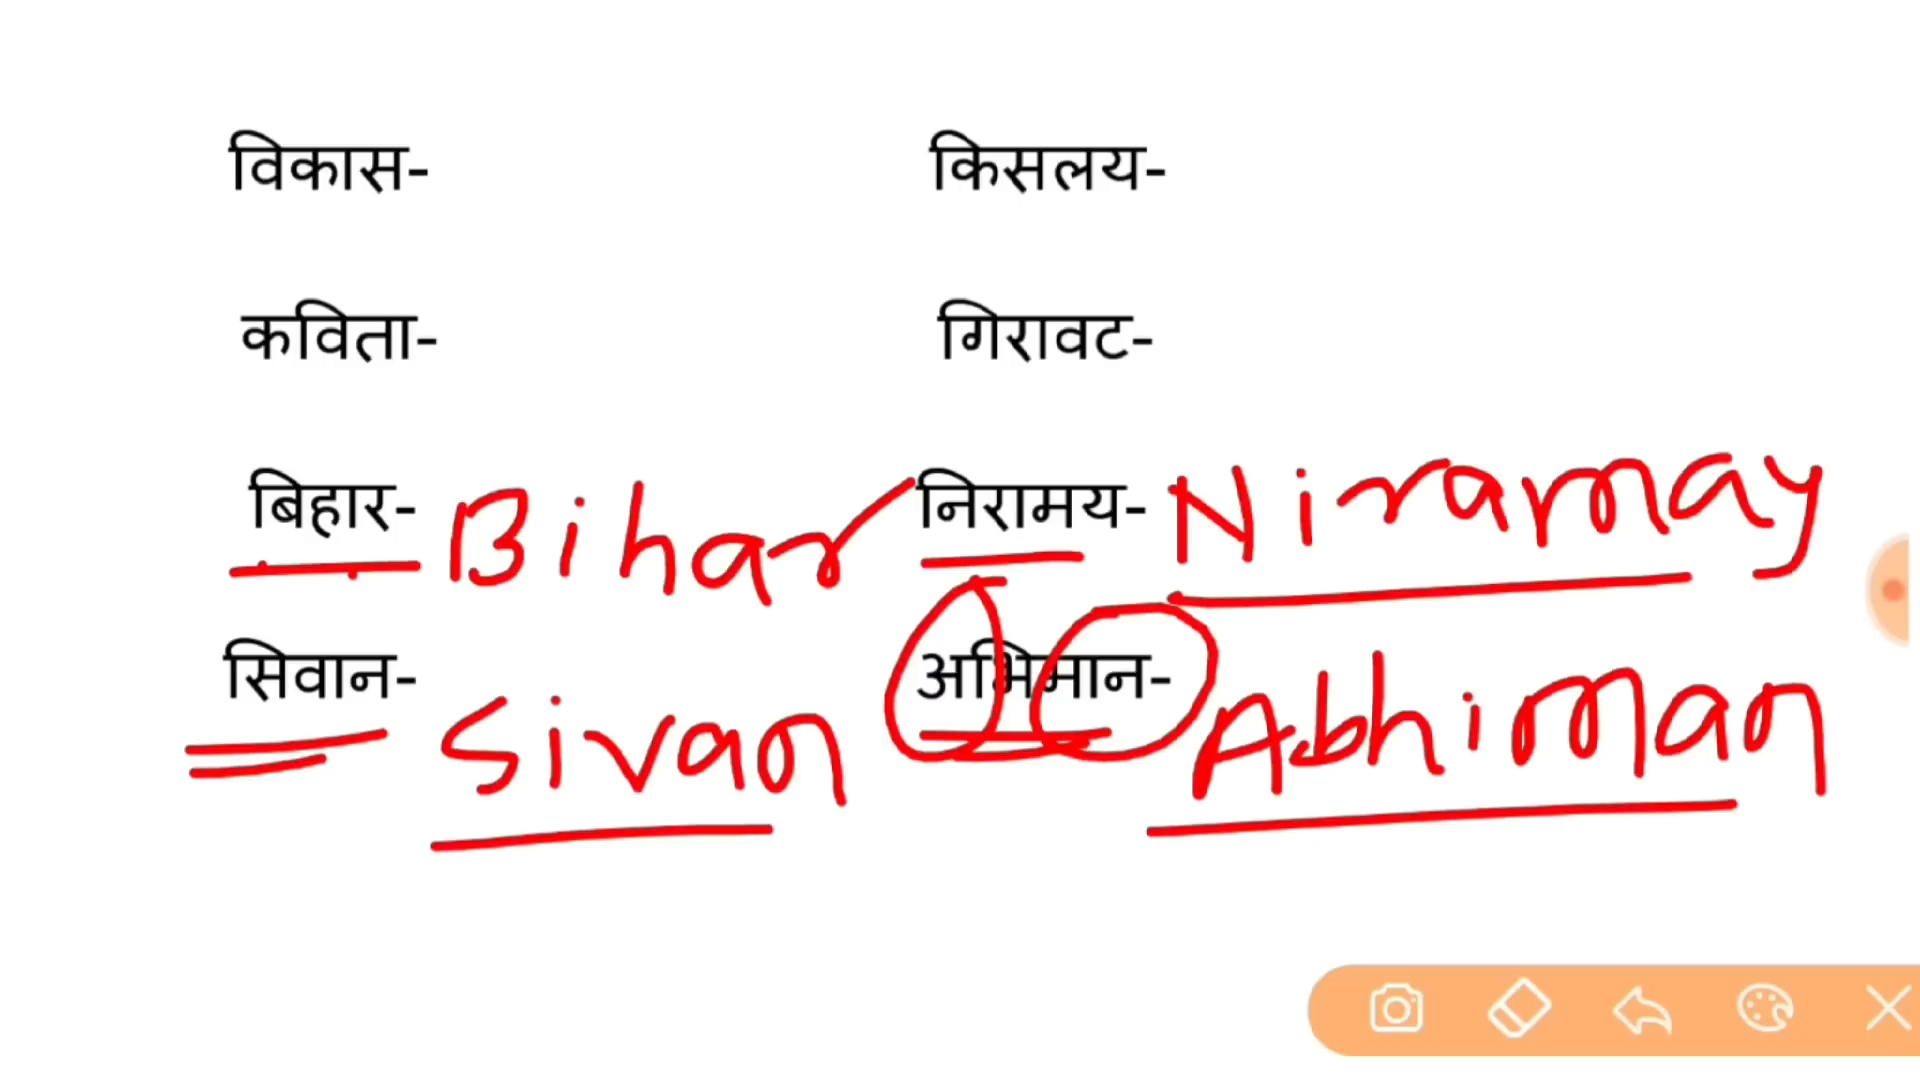 विकास- किसलय-
कविता- गिरावट-
बिहार- Bihar निरामय- Niramay
सिवान- Sivan अभिमान- Abhiman